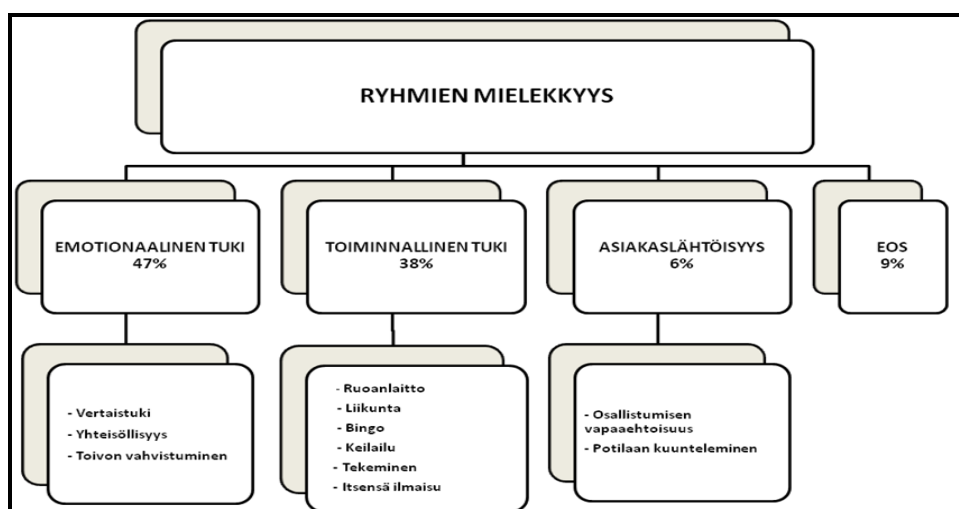 RYHMIEN MIELEKKYYS
EMOTIONAALINEN TUKI
47%
TOIMINNALLINEN TUKI
38%
ASIAKASLÄHTÖISYYS
6%
EOS
9%
- Vertaistuki
- Yhteisöllisyys
- Toivon vahvistuminen
- Ruoanlaitto
- Liikunta
- Bingo
- Keilailu
- Tekeminen
- Itsensä ilmaisu
- Osallistumisen
vapaaehtoisuus
- Potilaan kuunteleminen